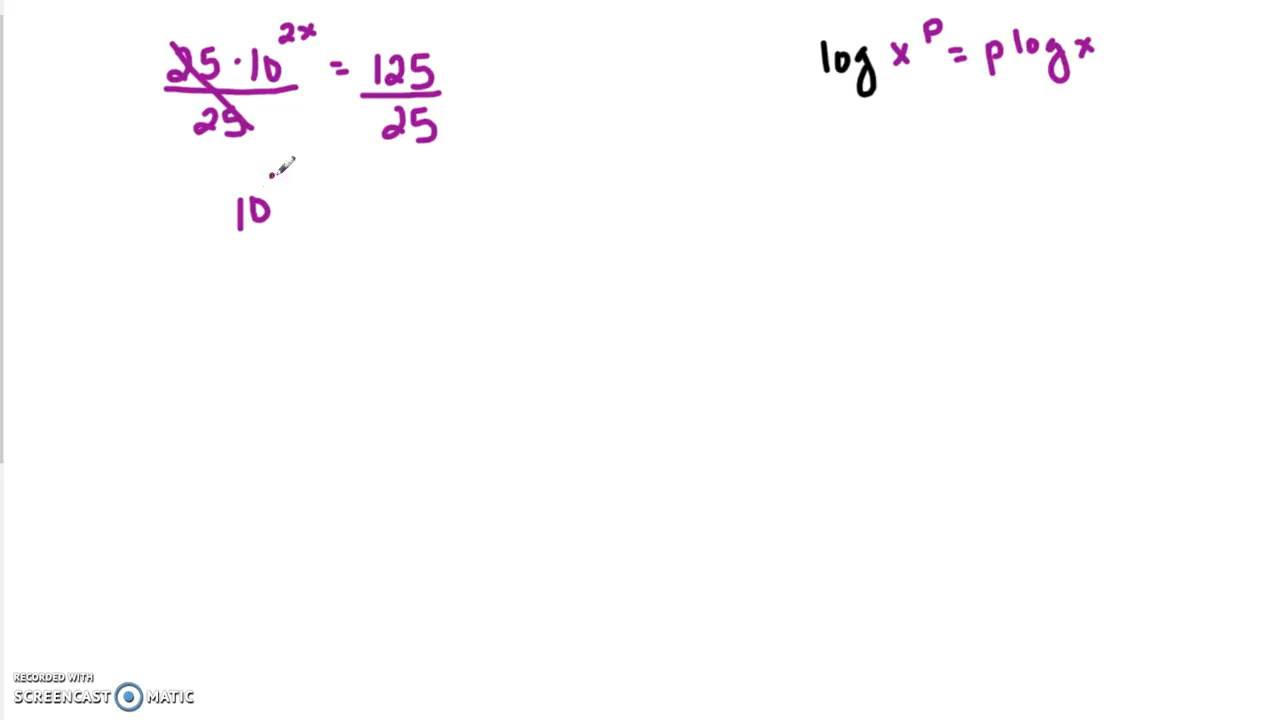 25 · 10^2x = 125
25 25
10
log x^p = p log x
RECORDED WITH
SCREENCAST MATIC